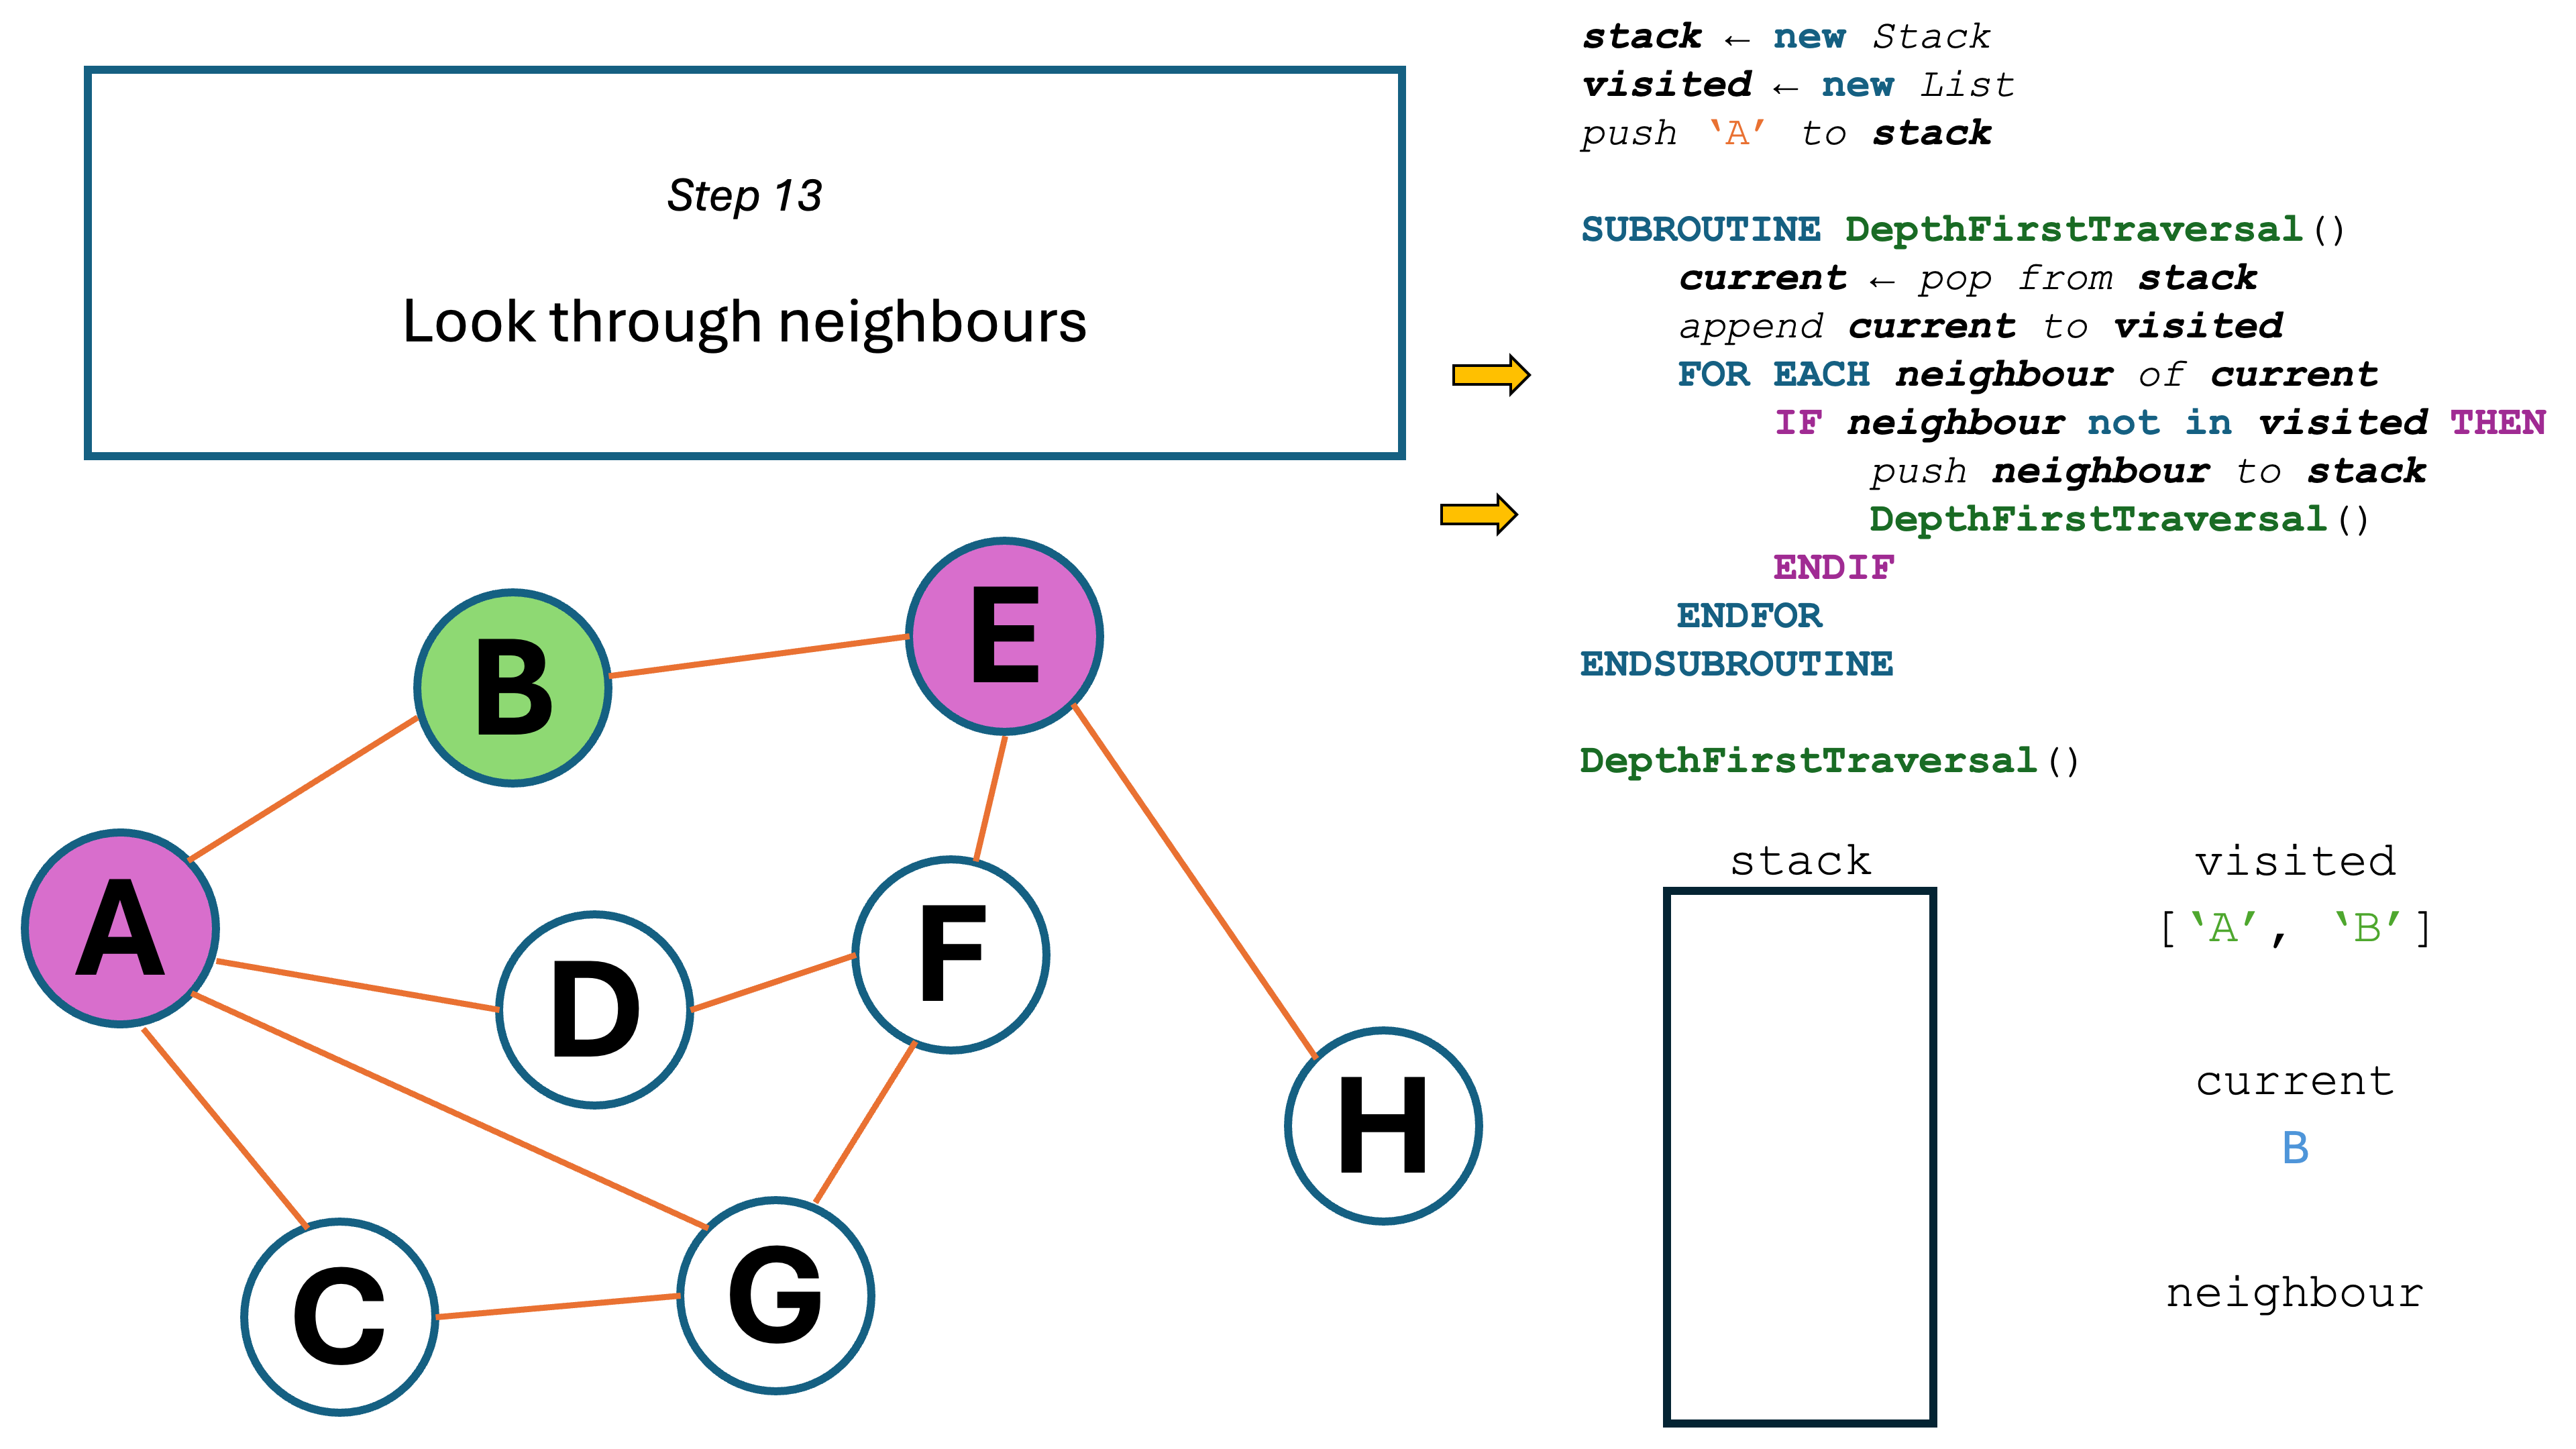 Step 13
Look through neighbours
stack ← new Stack
visited ← new List
push ‘A’ to stack
SUBROUTINE DepthFirstTraversal()
current ← pop from stack
append current to visited
FOR EACH neighbour of current
IF neighbour not in visited THEN
push neighbour to stack
DepthFirstTraversal()
ENDIF
ENDFOR
ENDSUBROUTINE
DepthFirstTraversal()
E
B
A
F
D
H
G
C
stack
visited
[‘A’, ‘B’]
current
B
neighbour